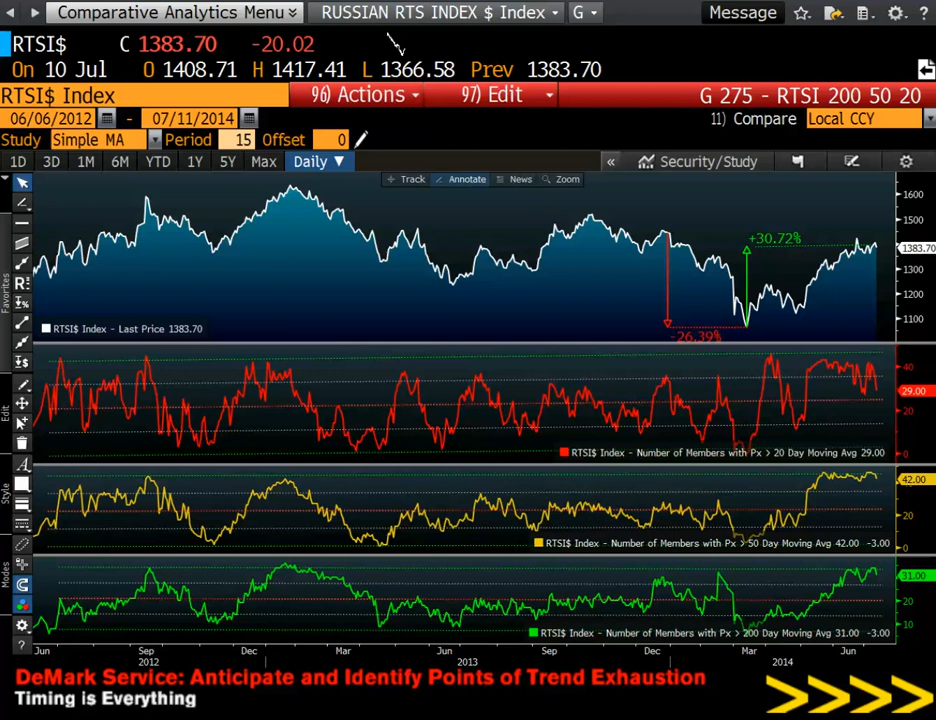 Comparative Analytics Menu RUSSIAN RTS INDEX $ Index G Message
RTSI$ C 1383.70 -20.02
On 10 Jul O 1408.71 H 1417.41 L 1366.58 Prev 1383.70
RTSI$ Index 96) Actions 97) Edit G 275 - RTSI 200 50 20
06/06/2012 - 07/11/2014 11) Compare Local CCY
Study Simple MA Period 15 Offset 0
1D 3D 1M 6M YTD 1Y 5Y Max Daily ▼ « Security/Study
Track Annotate News Zoom
1600
1500
+30.72%
1383.70
1300
1200
1100
RTSI$ Index - Last Price 1383.70
-26.39%
40
29.00
20
0
RTSI$ Index - Number of Members with Px > 20 Day Moving Avg 29.00
42.00
20
0
RTSI$ Index - Number of Members with Px > 50 Day Moving Avg 42.00 -3.00
31.00
20
10
RTSI$ Index - Number of Members with Px > 200 Day Moving Avg 31.00 -3.00
Jun Sep Dec Mar Jun Sep Dec Mar Jun
2012 2013 2014
Favorites
Edit
Style
Modes
DeMark Service: Anticipate and Identify Points of Trend Exhaustion
Timing is Everything